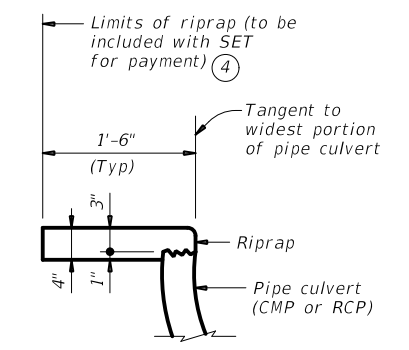 Limits of riprap (to be
included with SET
for payment) 4
Tangent to
widest portion
of pipe culvert
1'-6"
(Typ)
3"
Riprap
4"
1"
Pipe culvert
(CMP or RCP)